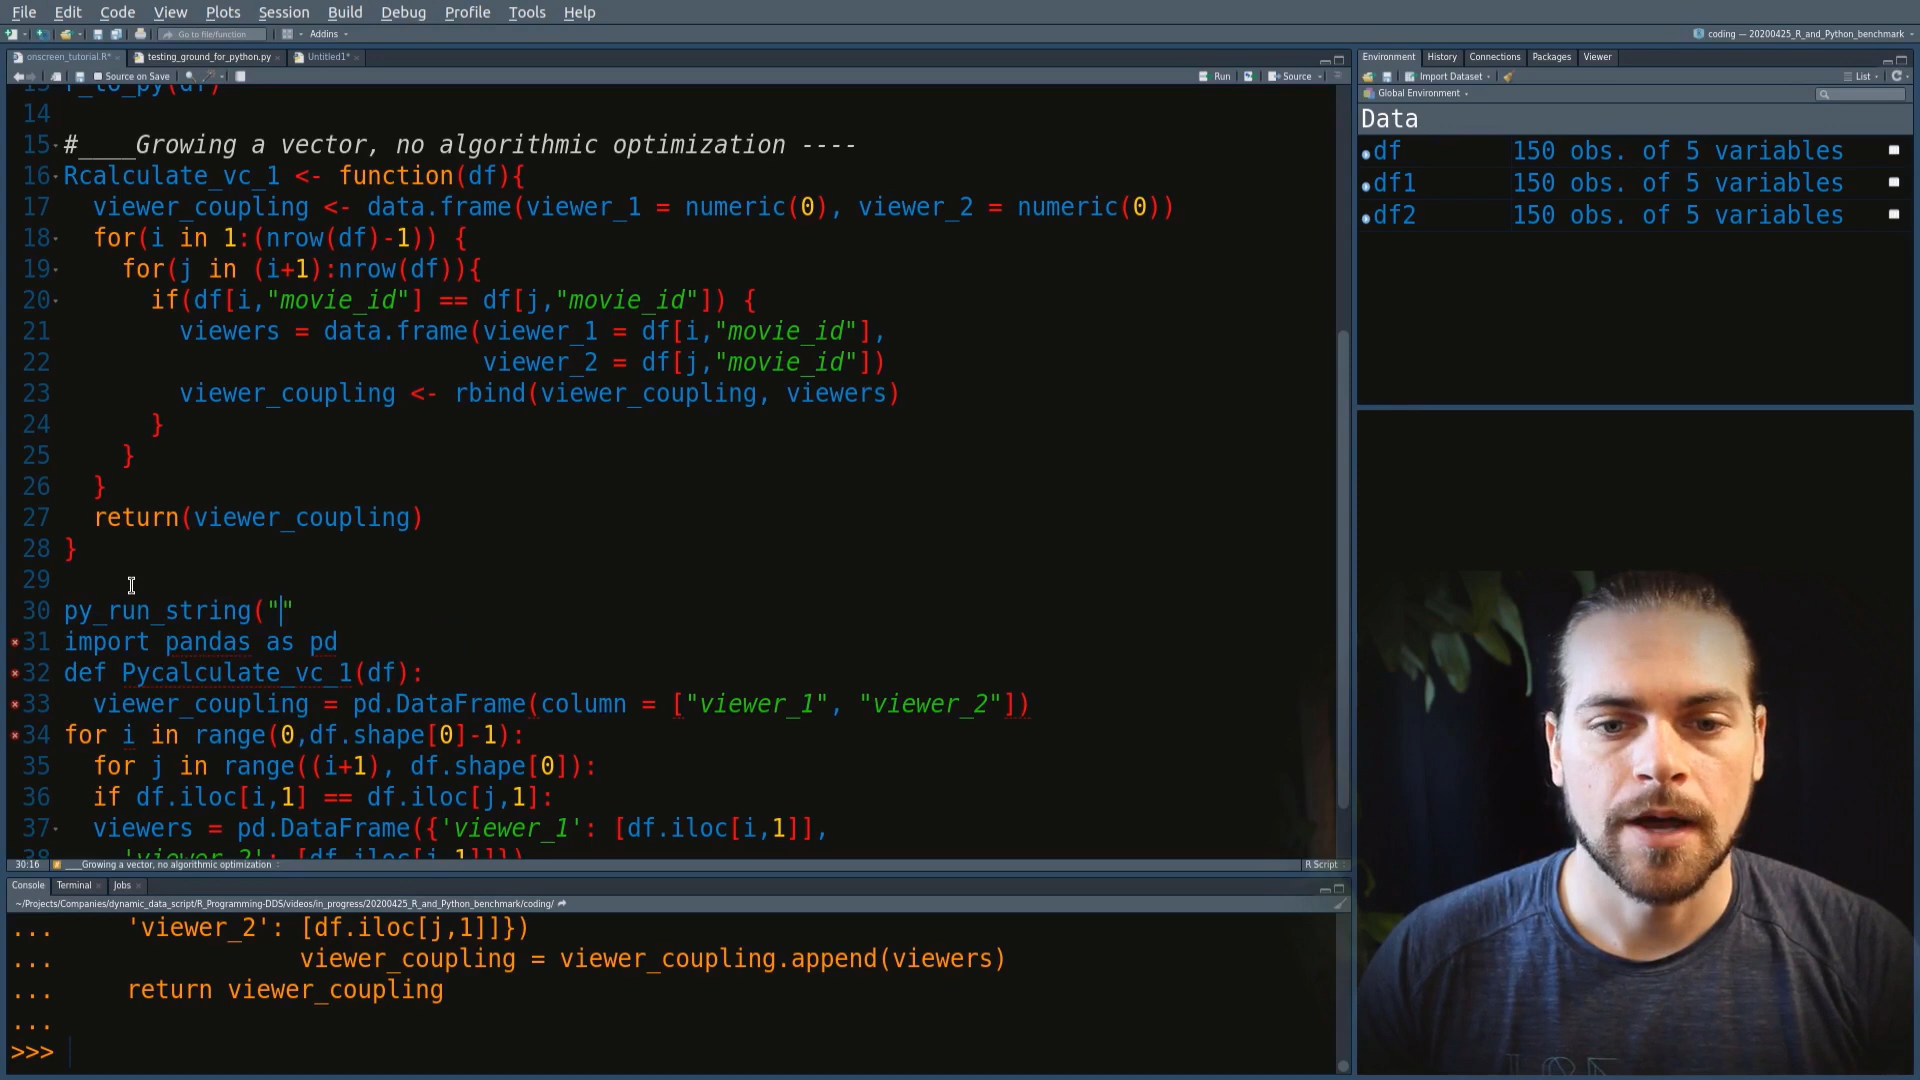 File Edit Code View Plots Session Build Debug Profile Tools Help
Go to file/function Addins
coding — 20200425_R_and_Python_benchmark
onscreen_tutorial.R* testing_ground_for_python.py Untitled1*
Source on Save Run Source
14
15 #____Growing a vector, no algorithmic optimization ----
16 Rcalculate_vc_1 <- function(df){
17 viewer_coupling <- data.frame(viewer_1 = numeric(0), viewer_2 = numeric(0))
18 for(i in 1:(nrow(df)-1)) {
19 for(j in (i+1):nrow(df)){
20 if(df[i,"movie_id"] == df[j,"movie_id"]) {
21 viewers = data.frame(viewer_1 = df[i,"movie_id"],
22 viewer_2 = df[j,"movie_id"])
23 viewer_coupling <- rbind(viewer_coupling, viewers)
24 }
25 }
26 }
27 return(viewer_coupling)
28 }
29
30 py_run_string(""
31 import pandas as pd
32 def Pycalculate_vc_1(df):
33 viewer_coupling = pd.DataFrame(column = ["viewer_1", "viewer_2"])
34 for i in range(0,df.shape[0]-1):
35 for j in range((i+1), df.shape[0]):
36 if df.iloc[i,1] == df.iloc[j,1]:
37 viewers = pd.DataFrame({'viewer_1': [df.iloc[i,1]],
30:16 ____Growing a vector, no algorithmic optimization R Script
Console Terminal Jobs
~/Projects/Companies/dynamic_data_script/R_Programming-DDS/videos/in_progress/20200425_R_and_Python_benchmark/coding/
... 'viewer_2': [df.iloc[j,1]]})
... viewer_coupling = viewer_coupling.append(viewers)
... return viewer_coupling
...
>>>
Environment History Connections Packages Viewer
Import Dataset List
Global Environment
Data
df 150 obs. of 5 variables
df1 150 obs. of 5 variables
df2 150 obs. of 5 variables